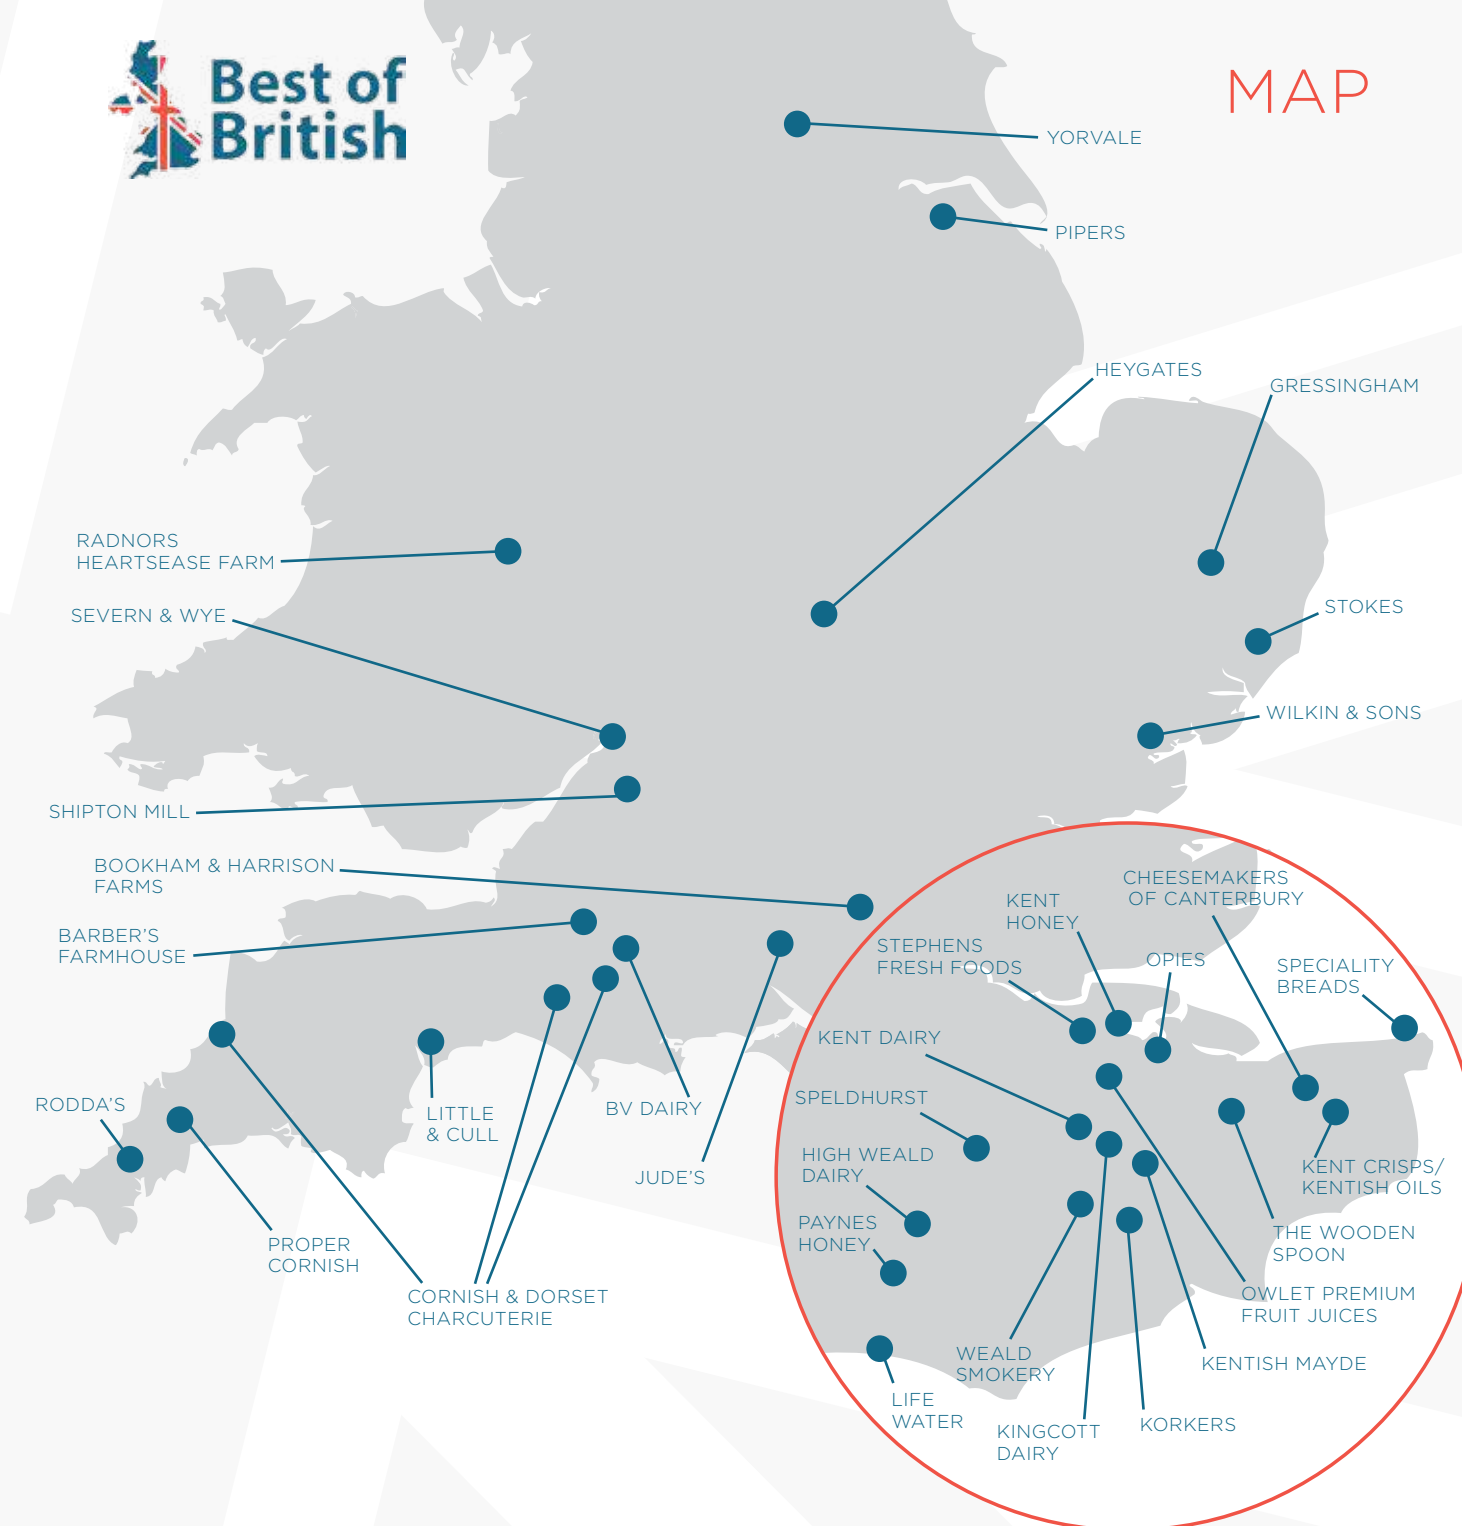 Best of
British
MAP
YORVALE
PIPERS
HEYGATES
GRESSINGHAM
RADNORS
HEARTSEASE FARM
STOKES
SEVERN & WYE
WILKIN & SONS
SHIPTON MILL
BOOKHAM & HARRISON
FARMS
CHEESEMAKERS
OF CANTERBURY
KENT
HONEY
BARBER'S
FARMHOUSE
STEPHENS
FRESH FOODS
OPIES
SPECIALITY
BREADS
KENT DAIRY
SPELDHURST
RODDA'S
LITTLE
& CULL
BV DAIRY
HIGH WEALD
DAIRY
JUDE'S
KENT CRISPS/
KENTISH OILS
PAYNES
HONEY
THE WOODEN
SPOON
PROPER
CORNISH
CORNISH & DORSET
CHARCUTERIE
OWLET PREMIUM
FRUIT JUICES
WEALD
SMOKERY
KENTISH MAYDE
LIFE
WATER
KINGCOTT
DAIRY
KORKERS